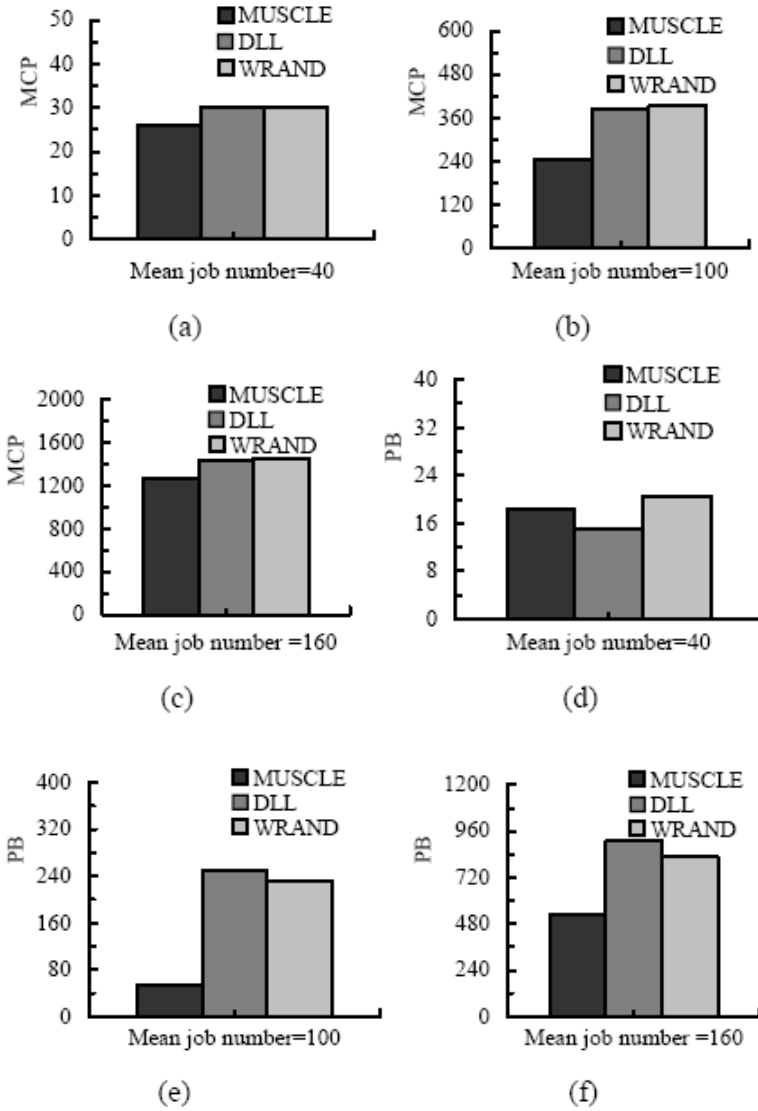 50
40
30
20
10
0
MCP
MUSCLE
DLL
WRAND
Mean job number=40
(a)
600
480
360
240
120
0
MCP
MUSCLE
DLL
WRAND
Mean job number=100
(b)
2000
1600
1200
800
400
0
MCP
MUSCLE
DLL
WRAND
Mean job number =160
(c)
40
32
24
16
8
0
PB
MUSCLE
DLL
WRAND
Mean job number=40
(d)
400
320
240
160
80
0
PB
MUSCLE
DLL
WRAND
Mean job number=100
(e)
1200
960
720
480
240
0
PB
MUSCLE
DLL
WRAND
Mean job number =160
(f)